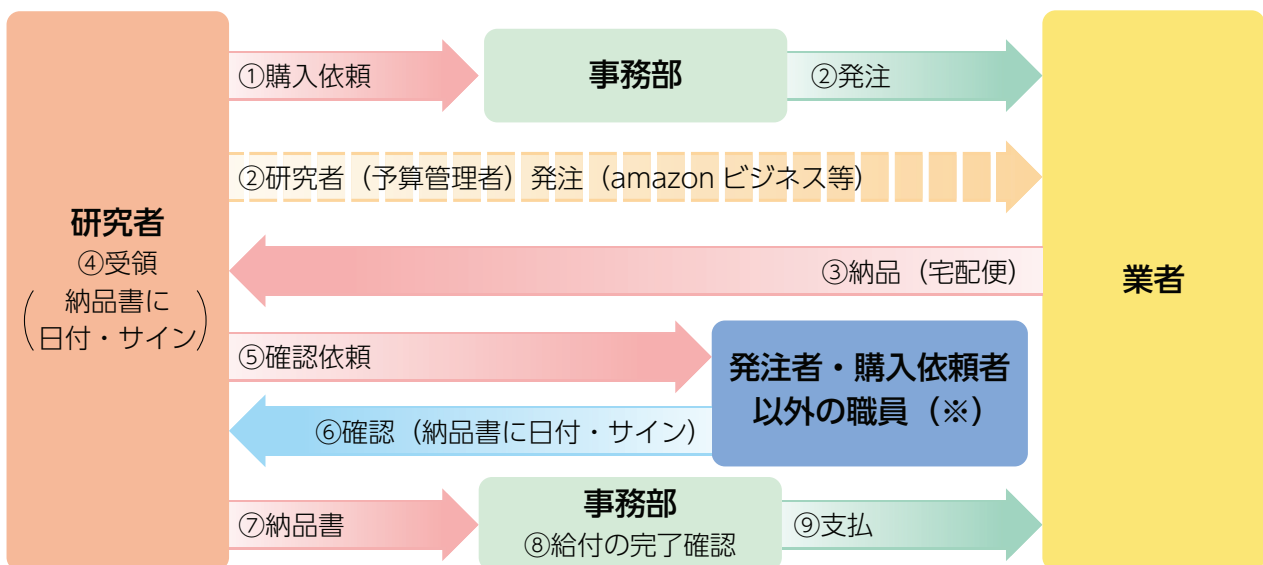 ①購入依頼
事務部
②発注
②研究者（予算管理者）発注（amazon ビジネス等）
研究者
④受領
（納品書に
日付・サイン）
③納品（宅配便）
業者
⑤確認依頼
発注者・購入依頼者
以外の職員（※）
⑥確認（納品書に日付・サイン）
⑦納品書
事務部
⑧給付の完了確認
⑨支払